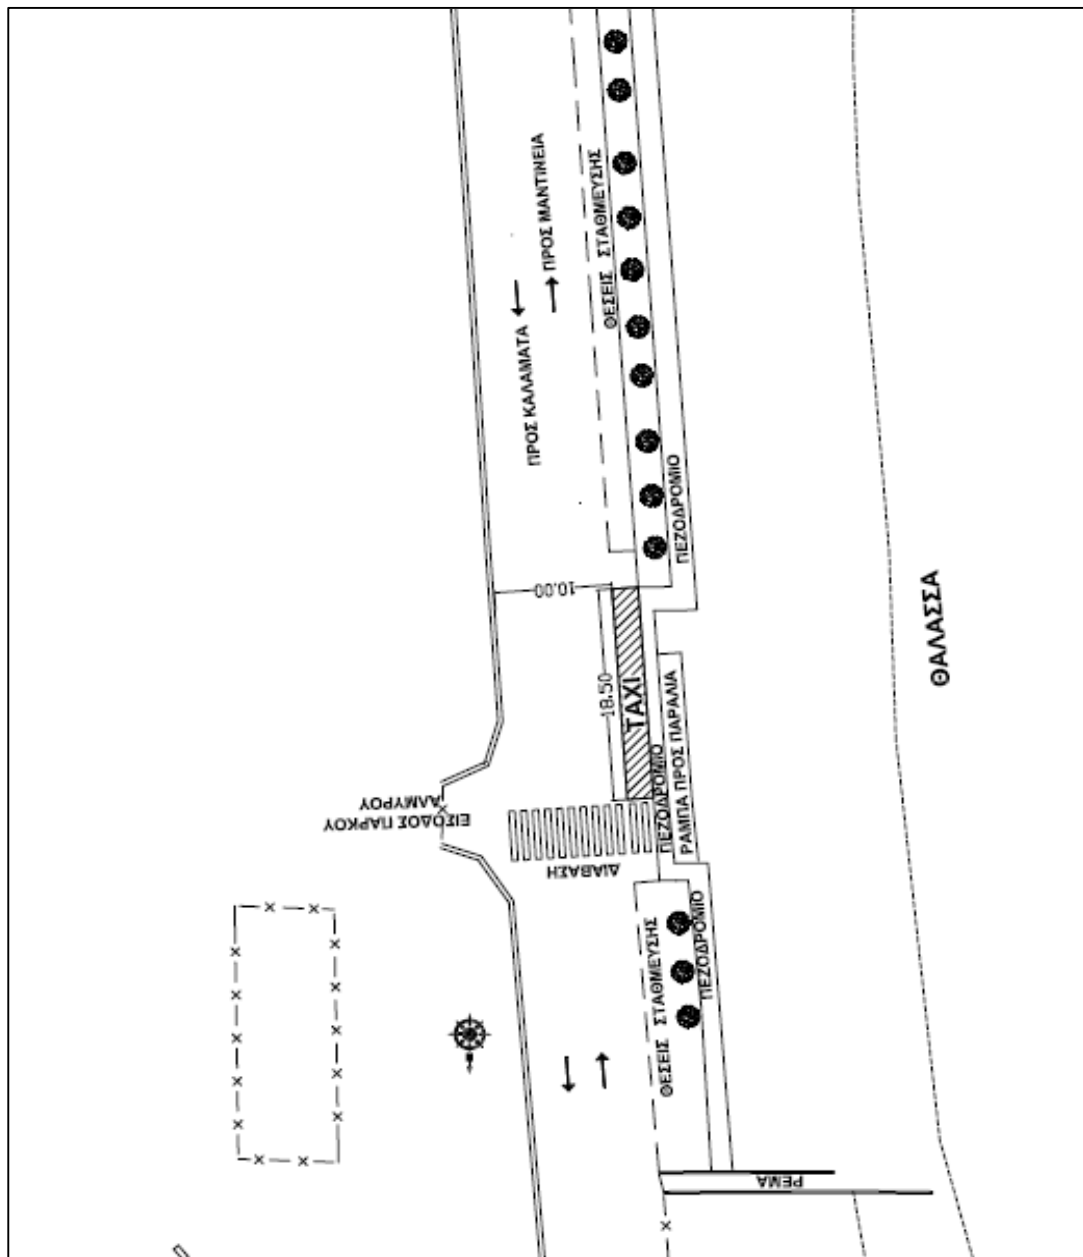 ΠΡΟΣ ΜΑΝΤΙΝΕΙΑ
ΠΡΟΣ ΚΑΛΑΜΑΤΑ
ΘΕΣΕΙΣ ΣΤΑΘΜΕΥΣΗΣ
ΠΕΖΟΔΡΟΜΙΟ
10.00
18.50
TAXI
ΘΑΛΑΣΣΑ
ΠΕΖΟΔΡΟΜΙΟ
ΡΑΜΠΑ ΠΡΟΣ ΠΑΡΑΛΙΑ
ΕΙΣΟΔΟΣ ΠΑΡΚΟΥ
ΑΛΜΥΡΟΥ
ΔΙΑΒΑΣΗ
ΘΕΣΕΙΣ ΣΤΑΘΜΕΥΣΗΣ
ΠΕΖΟΔΡΟΜΙΟ
ΡΕΜΑ